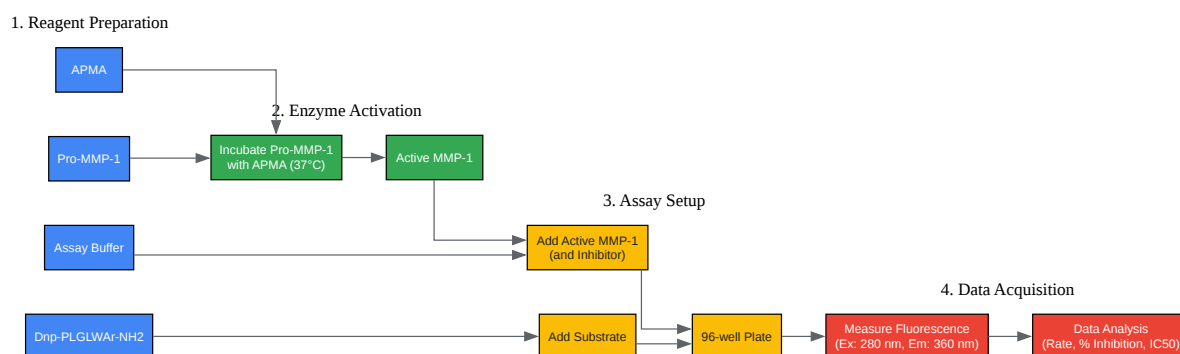 1. Reagent Preparation
APMA
2. Enzyme Activation
Pro-MMP-1
Incubate Pro-MMP-1
with APMA (37°C)
Active MMP-1
3. Assay Setup
Assay Buffer
Add Active MMP-1
(and Inhibitor)
4. Data Acquisition
Dnp-PLGLWAr-NH2
Add Substrate
96-well Plate
Measure Fluorescence
(Ex: 280 nm, Em: 360 nm)
Data Analysis
(Rate, % Inhibition, IC50)